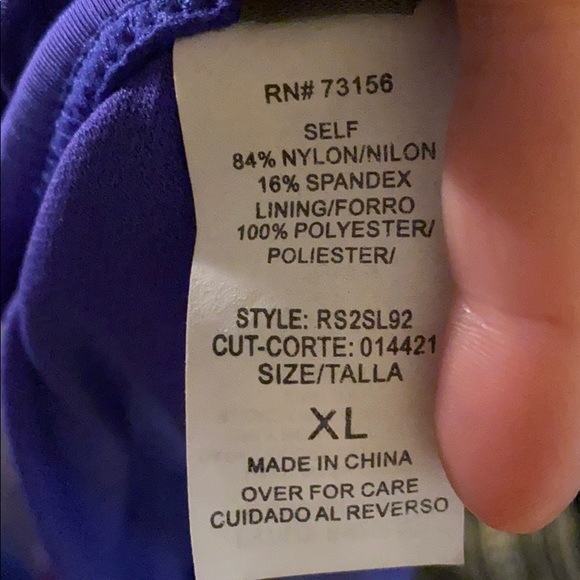 RN# 73156
SELF
84% NYLON/NILON
16% SPANDEX
LINING/FORRO
100% POLYESTER/
POLIESTER/
STYLE: RS2SL92
CUT-CORTE: 014421
SIZE/TALLA
XL
MADE IN CHINA
OVER FOR CARE
CUIDADO AL REVERSO